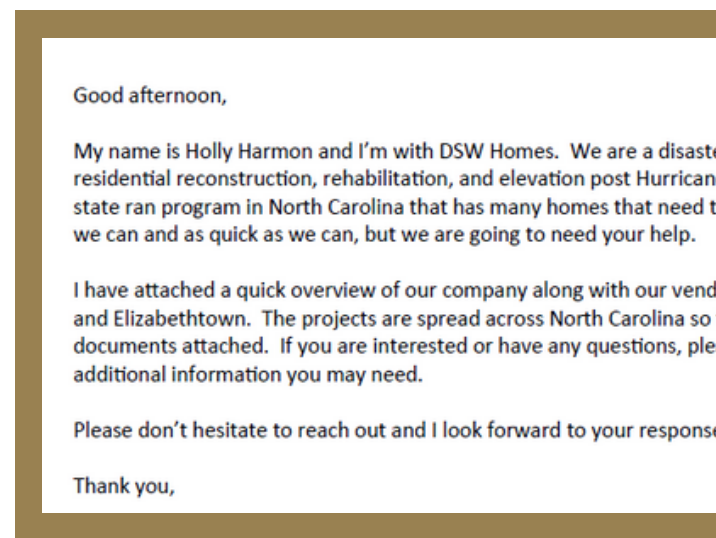 Good afternoon,
My name is Holly Harmon and I'm with DSW Homes.  We are a
residential reconstruction, rehabilitation, and elevation post
state ran program in North Carolina that has many homes that need
we can and as quick as we can, but we are going to need your help.
I have attached a quick overview of our company along with our
and Elizabethtown.  The projects are spread across North Carolina so
documents attached.  If you are interested or have any questions,
additional information you may need.
Please don't hesitate to reach out and I look forward to your
Thank you,